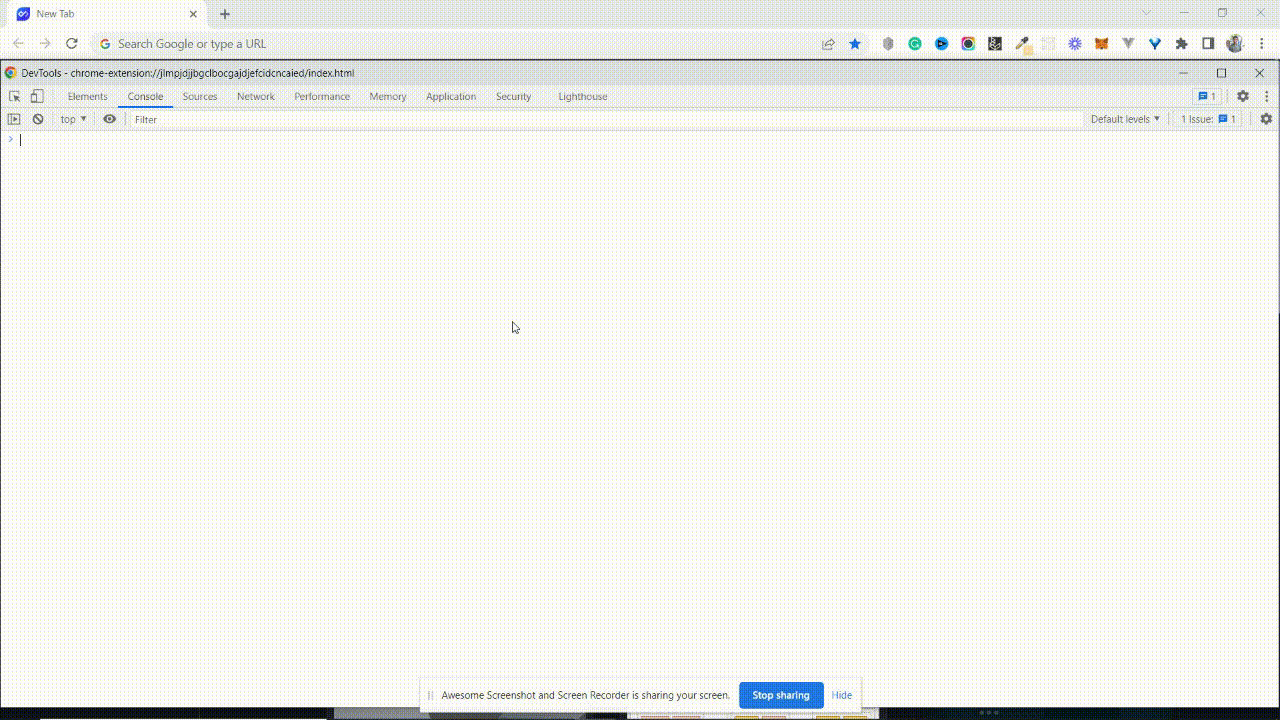 New Tab
Search Google or type a URL
DevTools - chrome-extension://jlmpjdjjbgclbocgajdjefcidcncaied/index.html
Elements Console Sources Network Performance Memory Application Security Lighthouse 1
top Filter Default levels 1 Issue: 1
Awesome Screenshot and Screen Recorder is sharing your screen. Stop sharing Hide